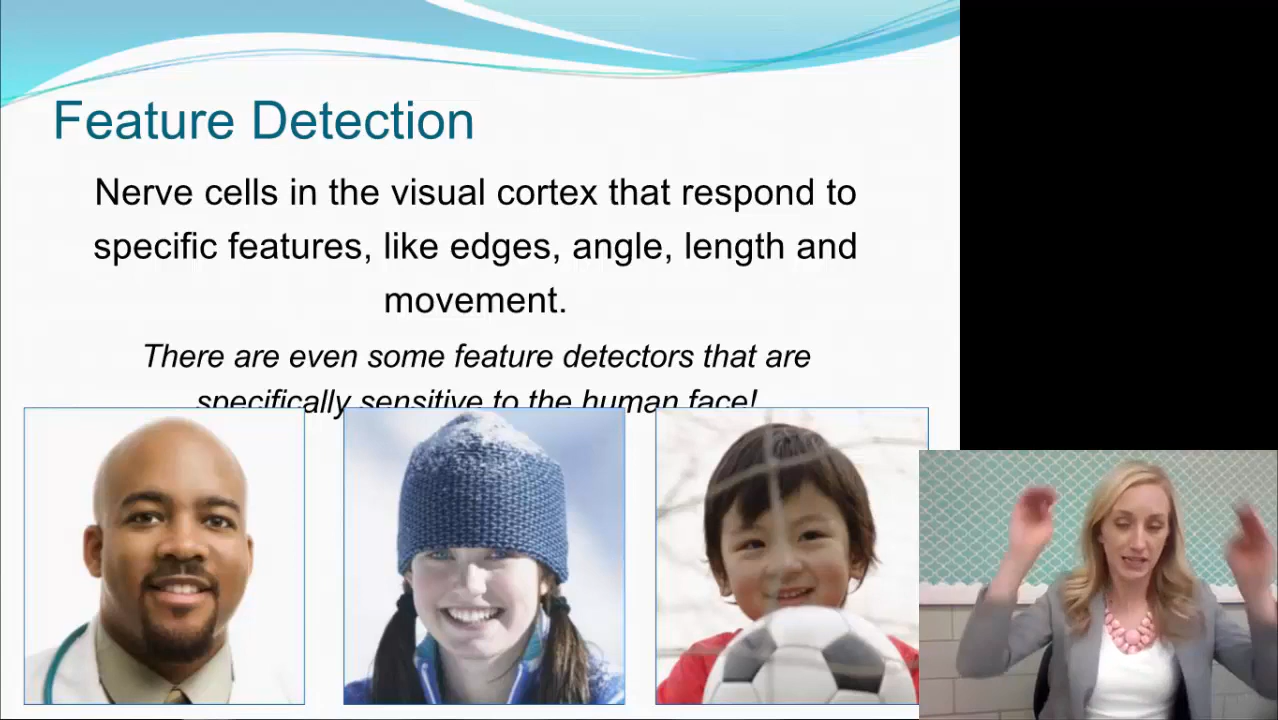 Feature Detection
Nerve cells in the visual cortex that respond to
specific features, like edges, angle, length and
movement.
There are even some feature detectors that are
specifically sensitive to the human face!